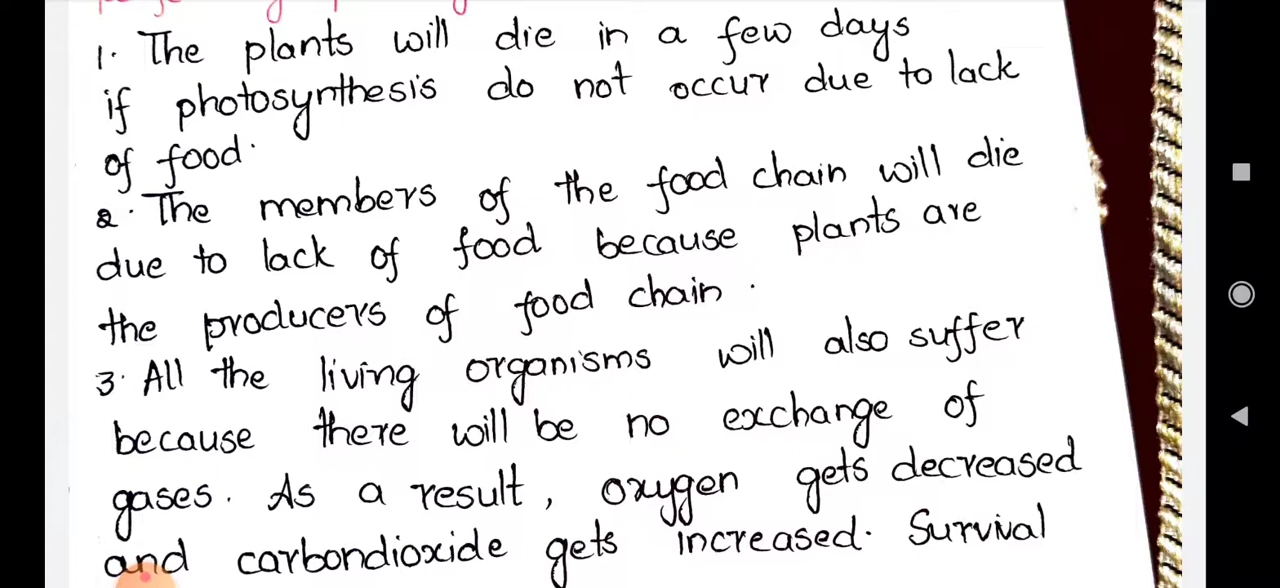 1. The plants will die in a few days
if photosynthesis do not occur due to lack
of food.
2. The members of the food chain will die
due to lack of food because plants are
the producers of food chain.
3. All the living organisms will also suffer
because there will be no exchange of
gases. As a result, oxygen gets decreased
and carbondioxide gets increased. Survival